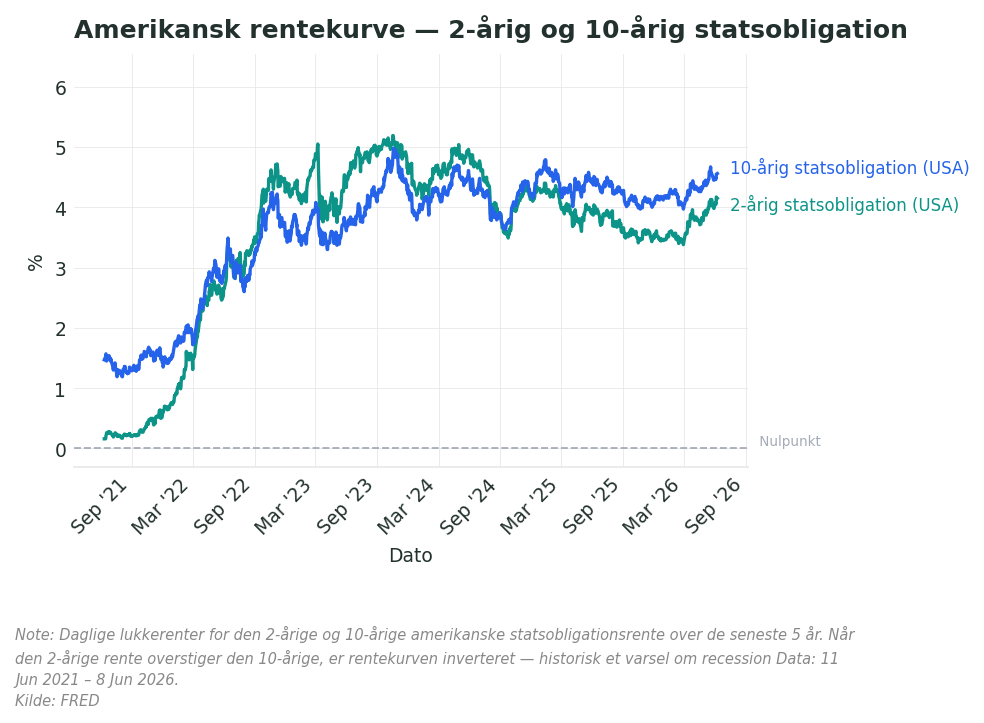 Amerikansk rentekurve — 2-årig og 10-årig statsobligation
6
5
4
3
2
1
0
%
10-årig statsobligation (USA)
2-årig statsobligation (USA)
Nulpunkt
Sep '21
Mar '22
Sep '22
Mar '23
Sep '23
Mar '24
Sep '24
Mar '25
Sep '25
Mar '26
Sep '26
Dato
Note: Daglige lukkerenter for den 2-årige og 10-årige amerikanske statsobligationsrente over de seneste 5 år. Når
den 2-årige rente overstiger den 10-årige, er rentekurven inverteret — historisk et varsel om recession Data: 11
Jun 2021 – 8 Jun 2026.
Kilde: FRED